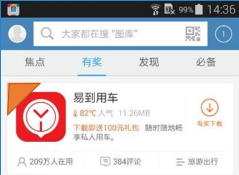 99% 14:36
大家都在搜“图库” 1
焦点 有奖 发现 必备
易到用车
82℃人气 11.26MB
下载即送100元礼包 随时随地畅
享私人用车。
有奖下载
209万人在用 384评论 旅游出行